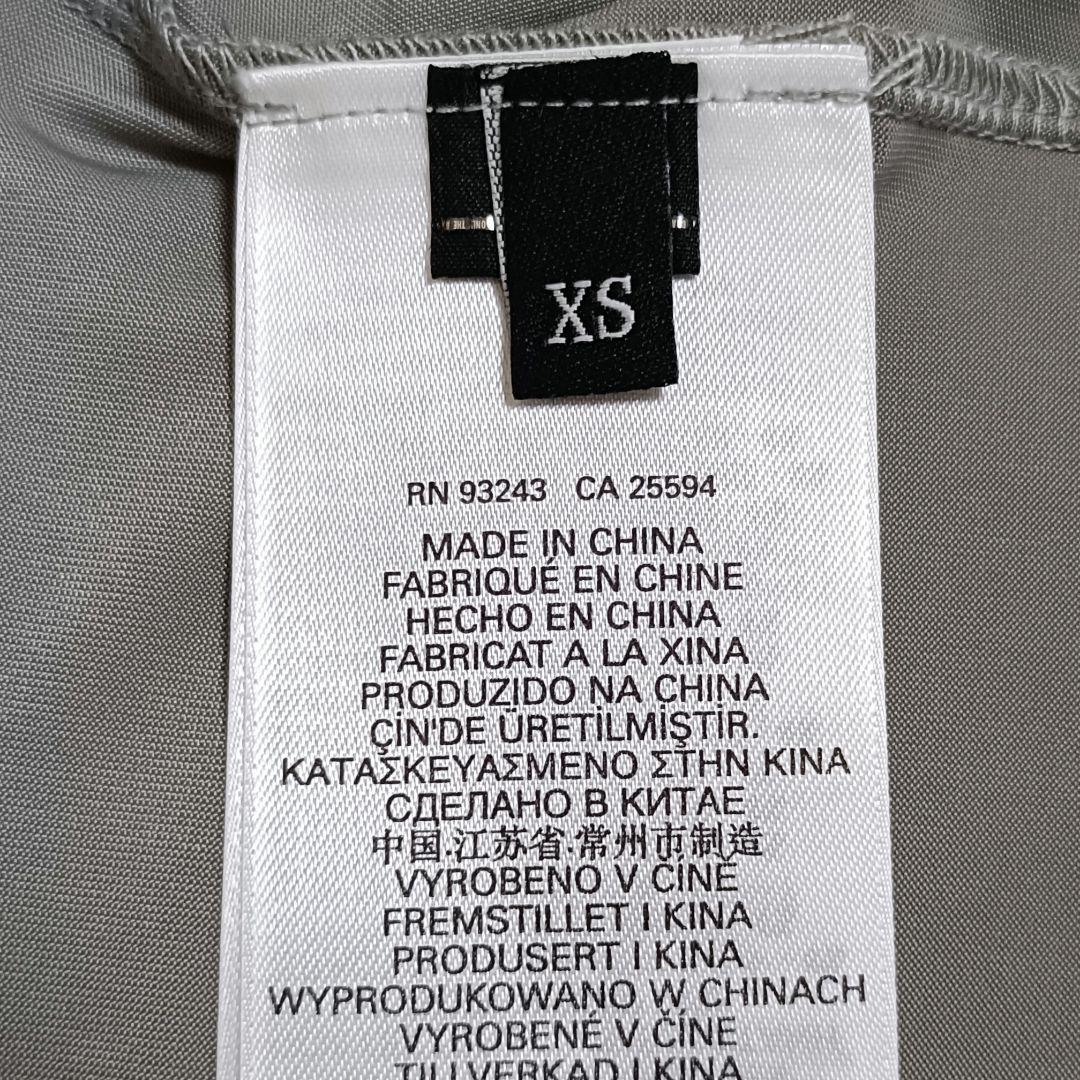 XS
RN 93243 CA 25594
MADE IN CHINA
FABRIQUÉ EN CHINE
HECHO EN CHINA
FABRICAT A LA XINA
PRODUZIDO NA CHINA
ÇİN'DE ÜRETİLMİŞTİR.
ΚΑΤΑΣΚΕΥΑΣΜΕΝΟ ΣΤΗΝ ΚΙΝΑ
СДЕЛАНО В КИТАЕ
中国.江苏省.常州市制造
VYROBENO V ČÍNĚ
FREMSTILLET I KINA
PRODUSERT I KINA
WYPRODUKOWANO W CHINACH
VYROBENÉ V ČÍNE
TILLVERKAD I KINA